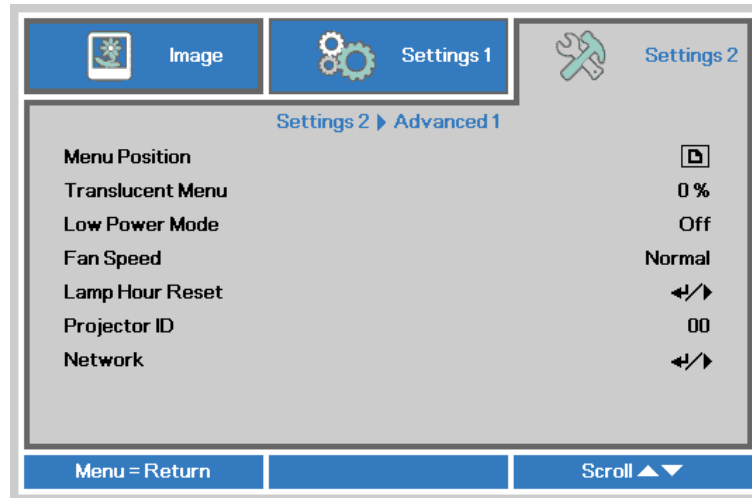 Image Settings 1 Settings 2
Settings 2 ▶ Advanced 1
Menu Position
Translucent Menu 0 %
Low Power Mode Off
Fan Speed Normal
Lamp Hour Reset ↵/▶
Projector ID 00
Network ↵/▶
Menu = Return Scroll ▲▼